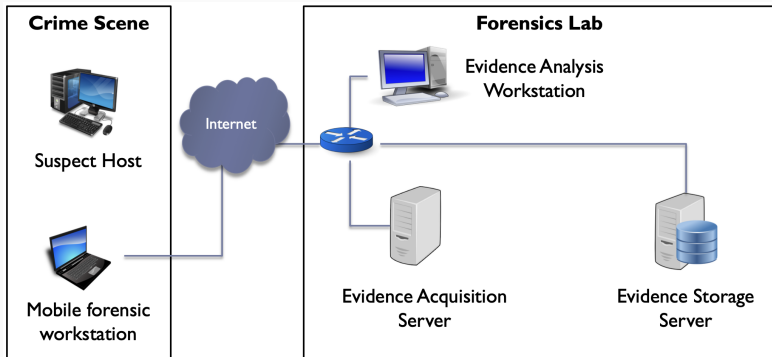 Crime Scene
Suspect Host
Mobile forensic
workstation
Internet
Forensics Lab
Evidence Analysis
Workstation
Evidence Acquisition
Server
Evidence Storage
Server